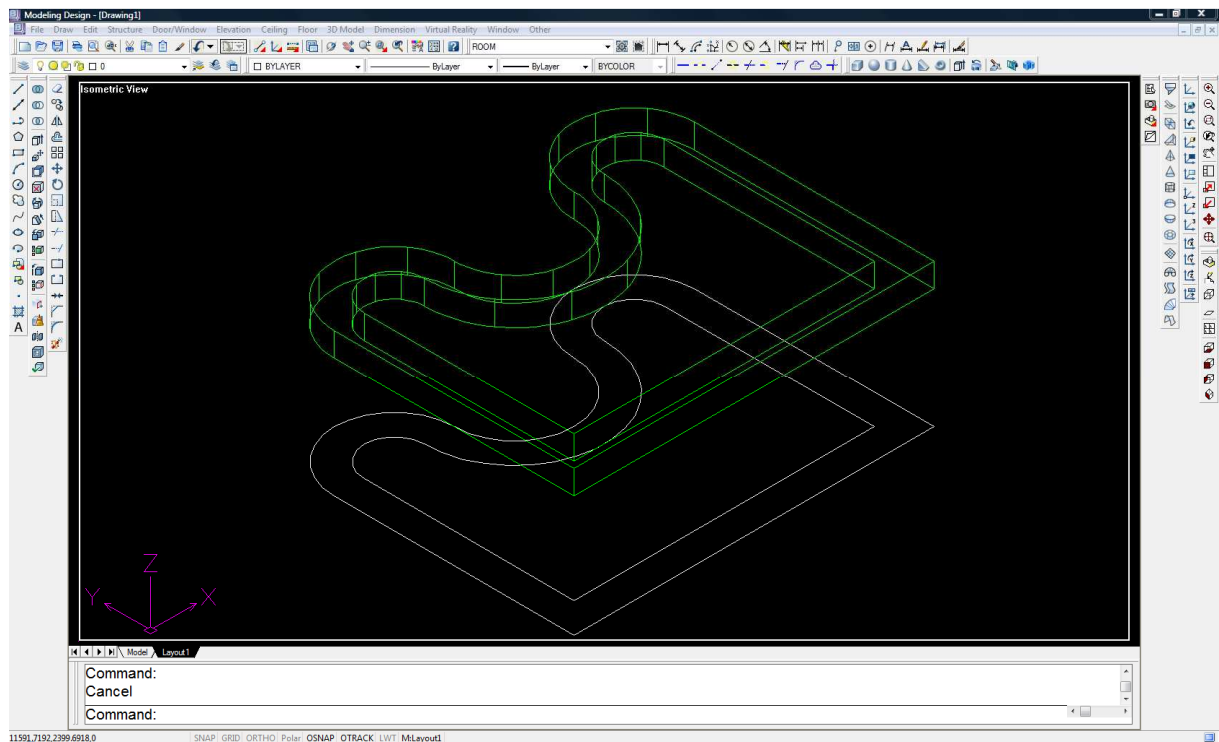 Modeling Design - [Drawing1]
File Draw Edit Structure Door/Window Elevation Ceiling Floor 3D Model Dimension Virtual Reality Window Other
ROOM
0 BYLAYER ByLayer ByLayer BYCOLOR
Isometric View
A
Z
Y X
Model Layout1
Command:
Cancel
Command:
11591.7192,2399.6918,0 SNAP GRID ORTHO Polar OSNAP OTRACK LWT M:Layout1